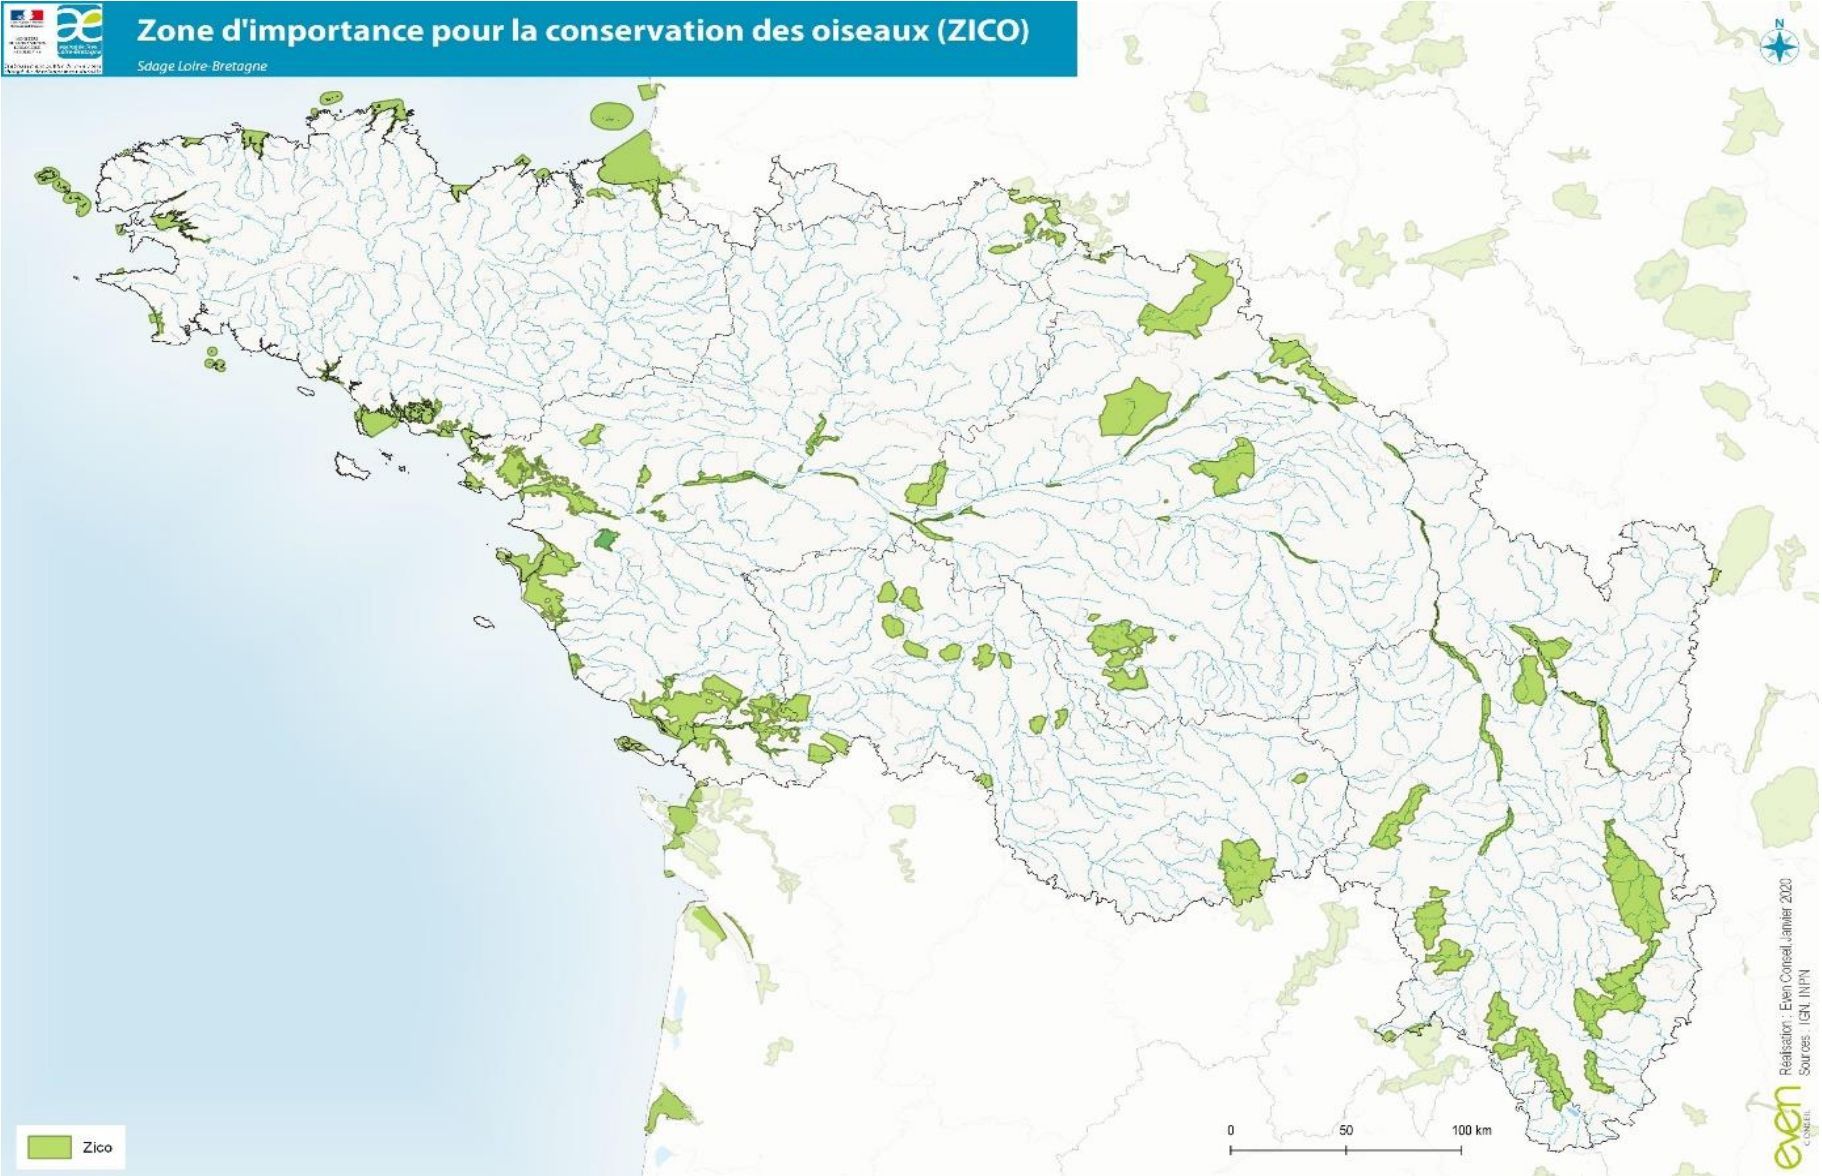 Zone d'importance pour la conservation des oiseaux (ZICO)
Sdage Loire-Bretagne
N
Zico
0 50 100 km
Réalisation : Even Conseil, Janvier 2020
Sources : IGN, INPN
even
CONSEIL